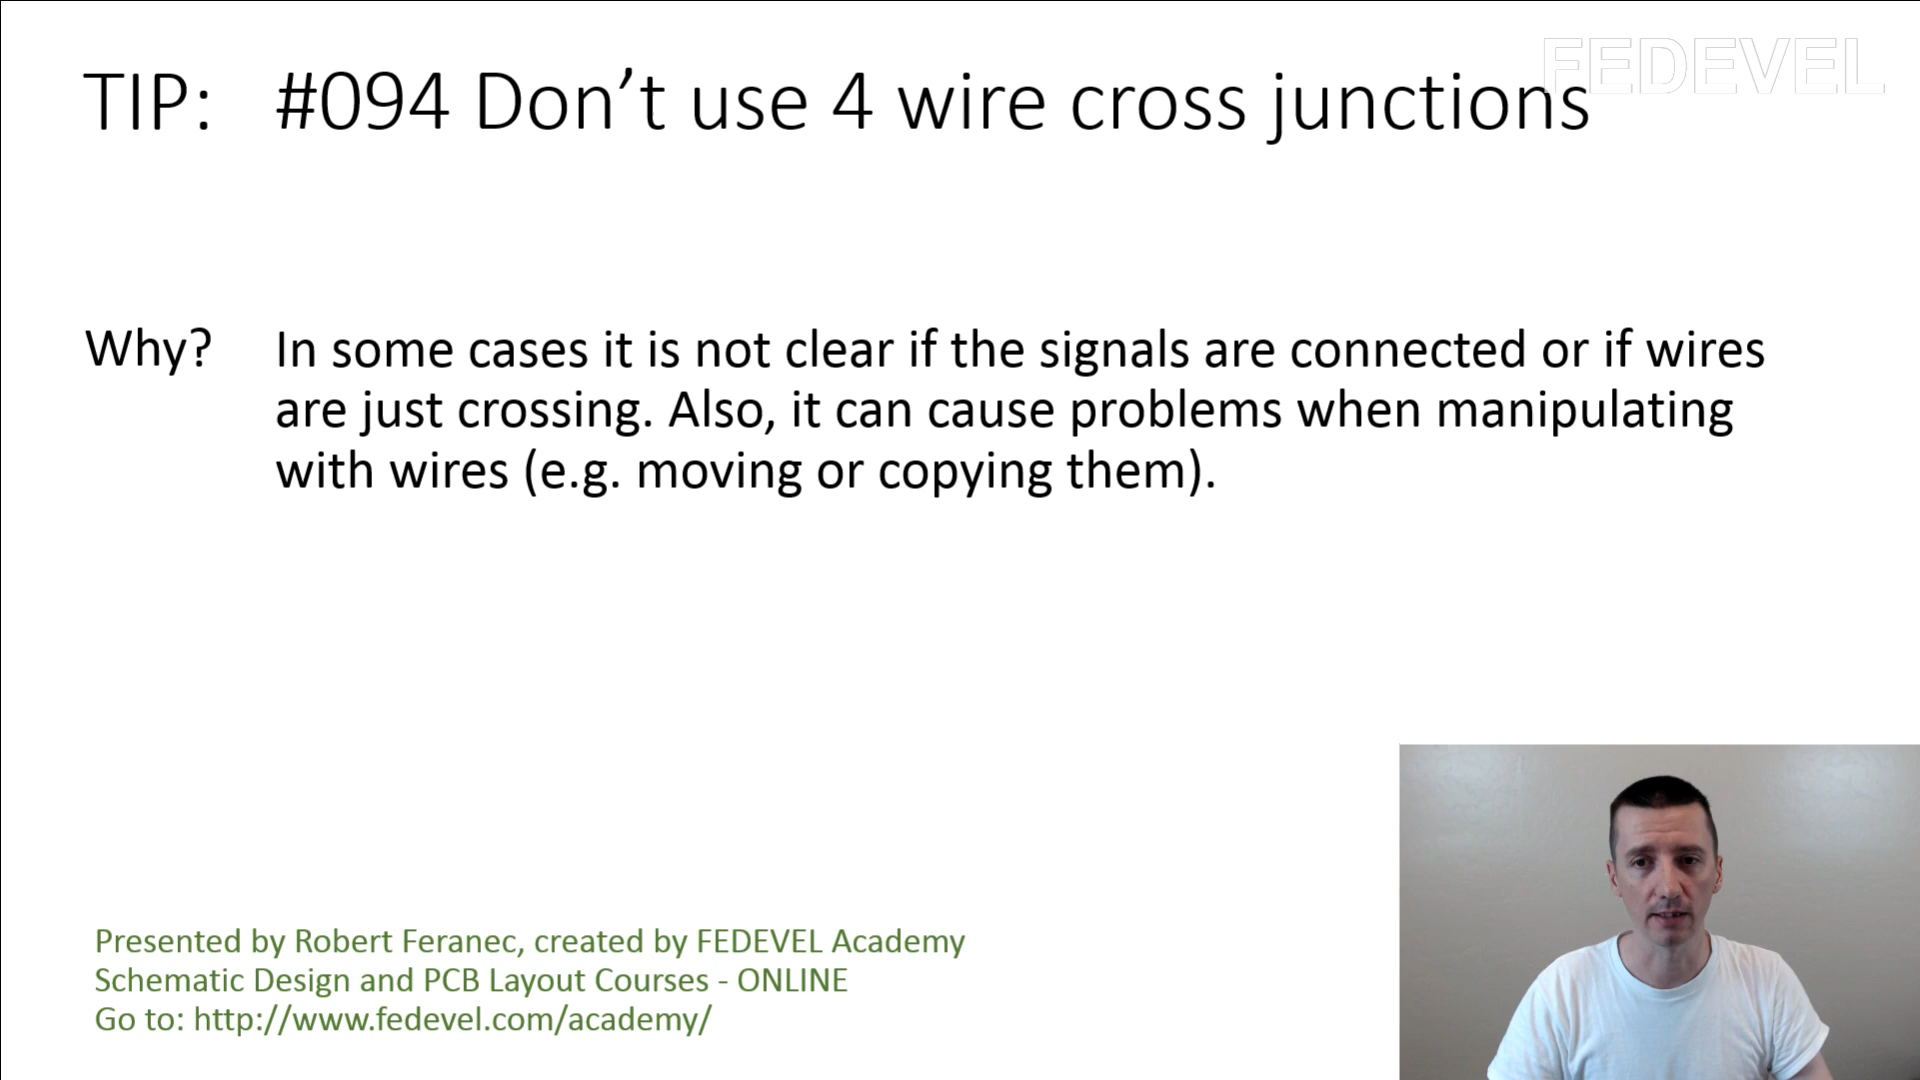 FEDEVEL
TIP: #094 Don’t use 4 wire cross junctions
Why? In some cases it is not clear if the signals are connected or if wires
are just crossing. Also, it can cause problems when manipulating
with wires (e.g. moving or copying them).
Presented by Robert Feranec, created by FEDEVEL Academy
Schematic Design and PCB Layout Courses - ONLINE
Go to: http://www.fedevel.com/academy/